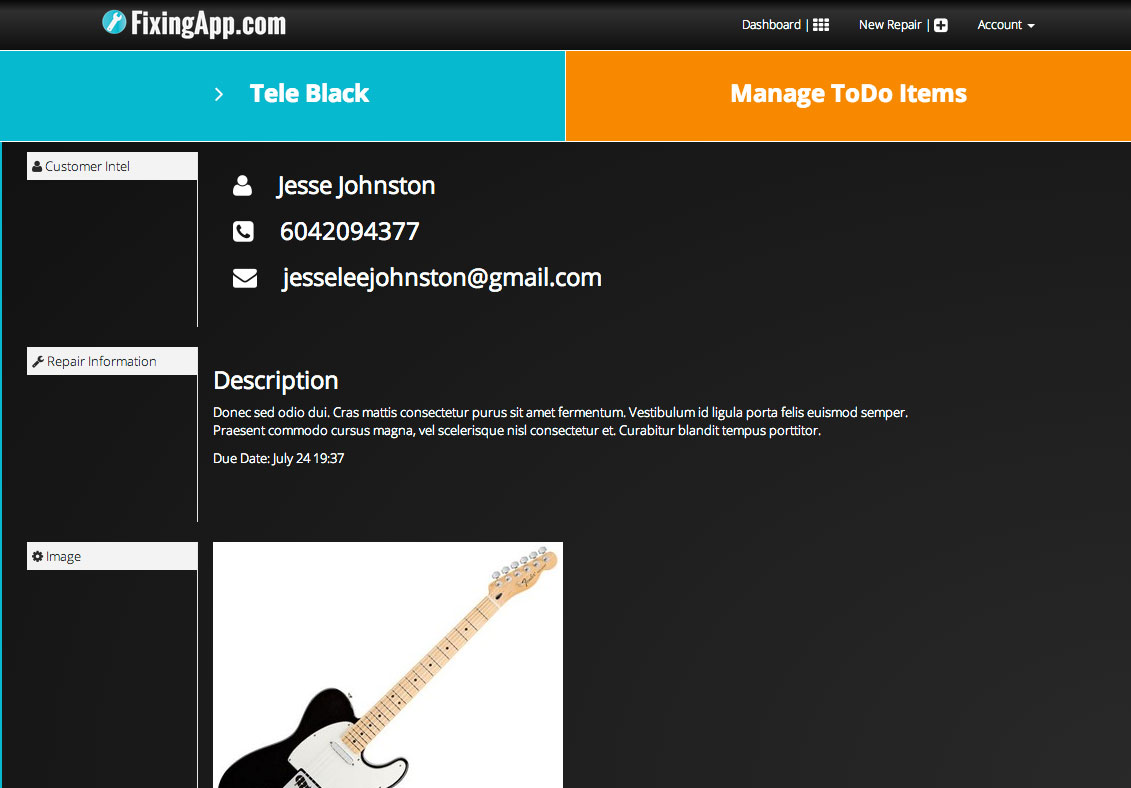 FixingApp.com
Dashboard |
New Repair |
Account
Tele Black
Manage ToDo Items
Customer Intel
Jesse Johnston
6042094377
jesseleejohnston@gmail.com
Repair Information
Description
Donec sed odio dui. Cras mattis consectetur purus sit amet fermentum. Vestibulum id ligula porta felis euismod semper.
Praesent commodo cursus magna, vel scelerisque nisl consectetur et. Curabitur blandit tempus porttitor.
Due Date: July 24 19:37
Image
Fender